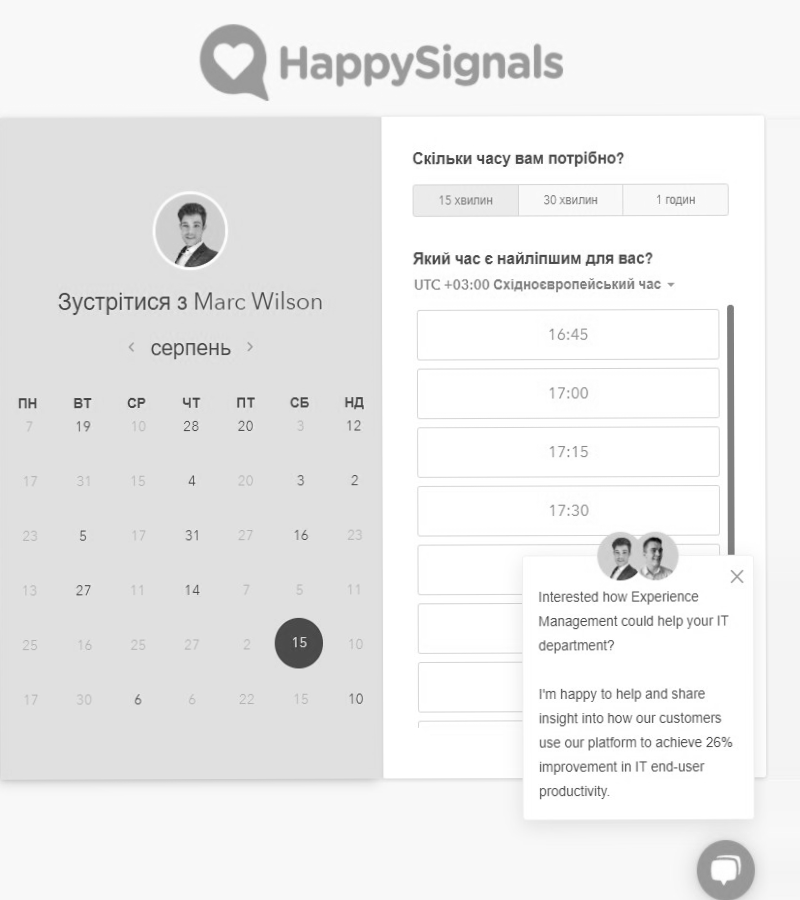 HappySignals
Зустрітися з Marc Wilson
серпень
ПН ВТ СР ЧТ ПТ СБ НД
7 19 10 28 20 3 12
17 31 15 4 20 3 2
23 5 17 31 27 16 23
13 27 11 14 7 5 11
25 16 25 27 2 15 10
17 30 6 6 22 15 10
Скільки часу вам потрібно?
15 хвилин 30 хвилин 1 годин
Який час є найліпшим для вас?
UTC +03:00 Східноєвропейський час
16:45
17:00
17:15
17:30
Interested how Experience
Management could help your IT
department?
I'm happy to help and share
insight into how our customers
use our platform to achieve 26%
improvement in IT end-user
productivity.